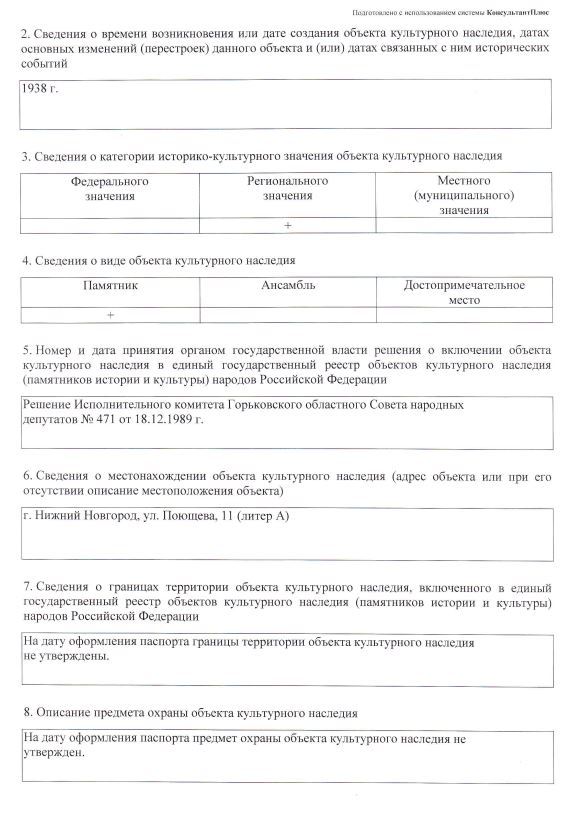 Подготовлено с использованием системы КонсультантПлюс
2. Сведения о времени возникновения или дате создания объекта культурного наследия, датах
основных изменений (перестроек) данного объекта и (или) датах связанных с ним исторических
событий
1938 г.
3. Сведения о категории историко-культурного значения объекта культурного наследия
Федерального значения
Регионального значения
Местного (муниципального) значения
+
4. Сведения о виде объекта культурного наследия
Памятник
Ансамбль
Достопримечательное место
+
5. Номер и дата принятия органом государственной власти решения о включении объекта
культурного наследия в единый государственный реестр объектов культурного наследия
(памятников истории и культуры) народов Российской Федерации
Решение Исполнительного комитета Горьковского областного Совета народных
депутатов № 471 от 18.12.1989 г.
6. Сведения о местонахождении объекта культурного наследия (адрес объекта или при его
отсутствии описание местоположения объекта)
г. Нижний Новгород, ул. Поющева, 11 (литер А)
7. Сведения о границах территории объекта культурного наследия, включенного в единый
государственный реестр объектов культурного наследия (памятников истории и культуры)
народов Российской Федерации
На дату оформления паспорта границы территории объекта культурного наследия
не утверждены.
8. Описание предмета охраны объекта культурного наследия
На дату оформления паспорта предмет охраны объекта культурного наследия не
утвержден.